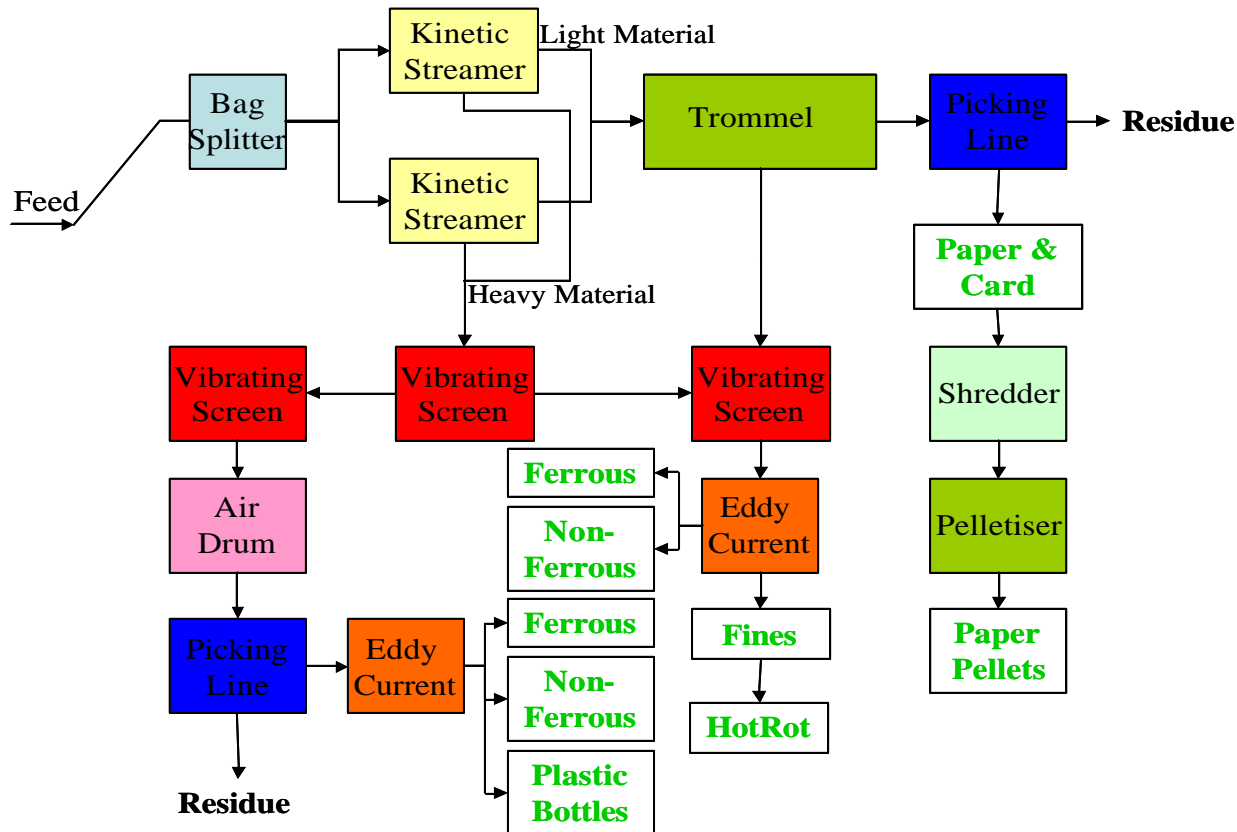 Kinetic
Streamer
Light Material
Bag
Splitter
Trommel
Picking
Line
Residue
Kinetic
Streamer
Feed
Paper &
Card
Heavy Material
Vibrating
Screen
Vibrating
Screen
Vibrating
Screen
Shredder
Ferrous
Air
Drum
Non-
Ferrous
Eddy
Current
Pelletiser
Ferrous
Fines
Paper
Pellets
Picking
Line
Eddy
Current
Non-
Ferrous
HotRot
Plastic
Bottles
Residue